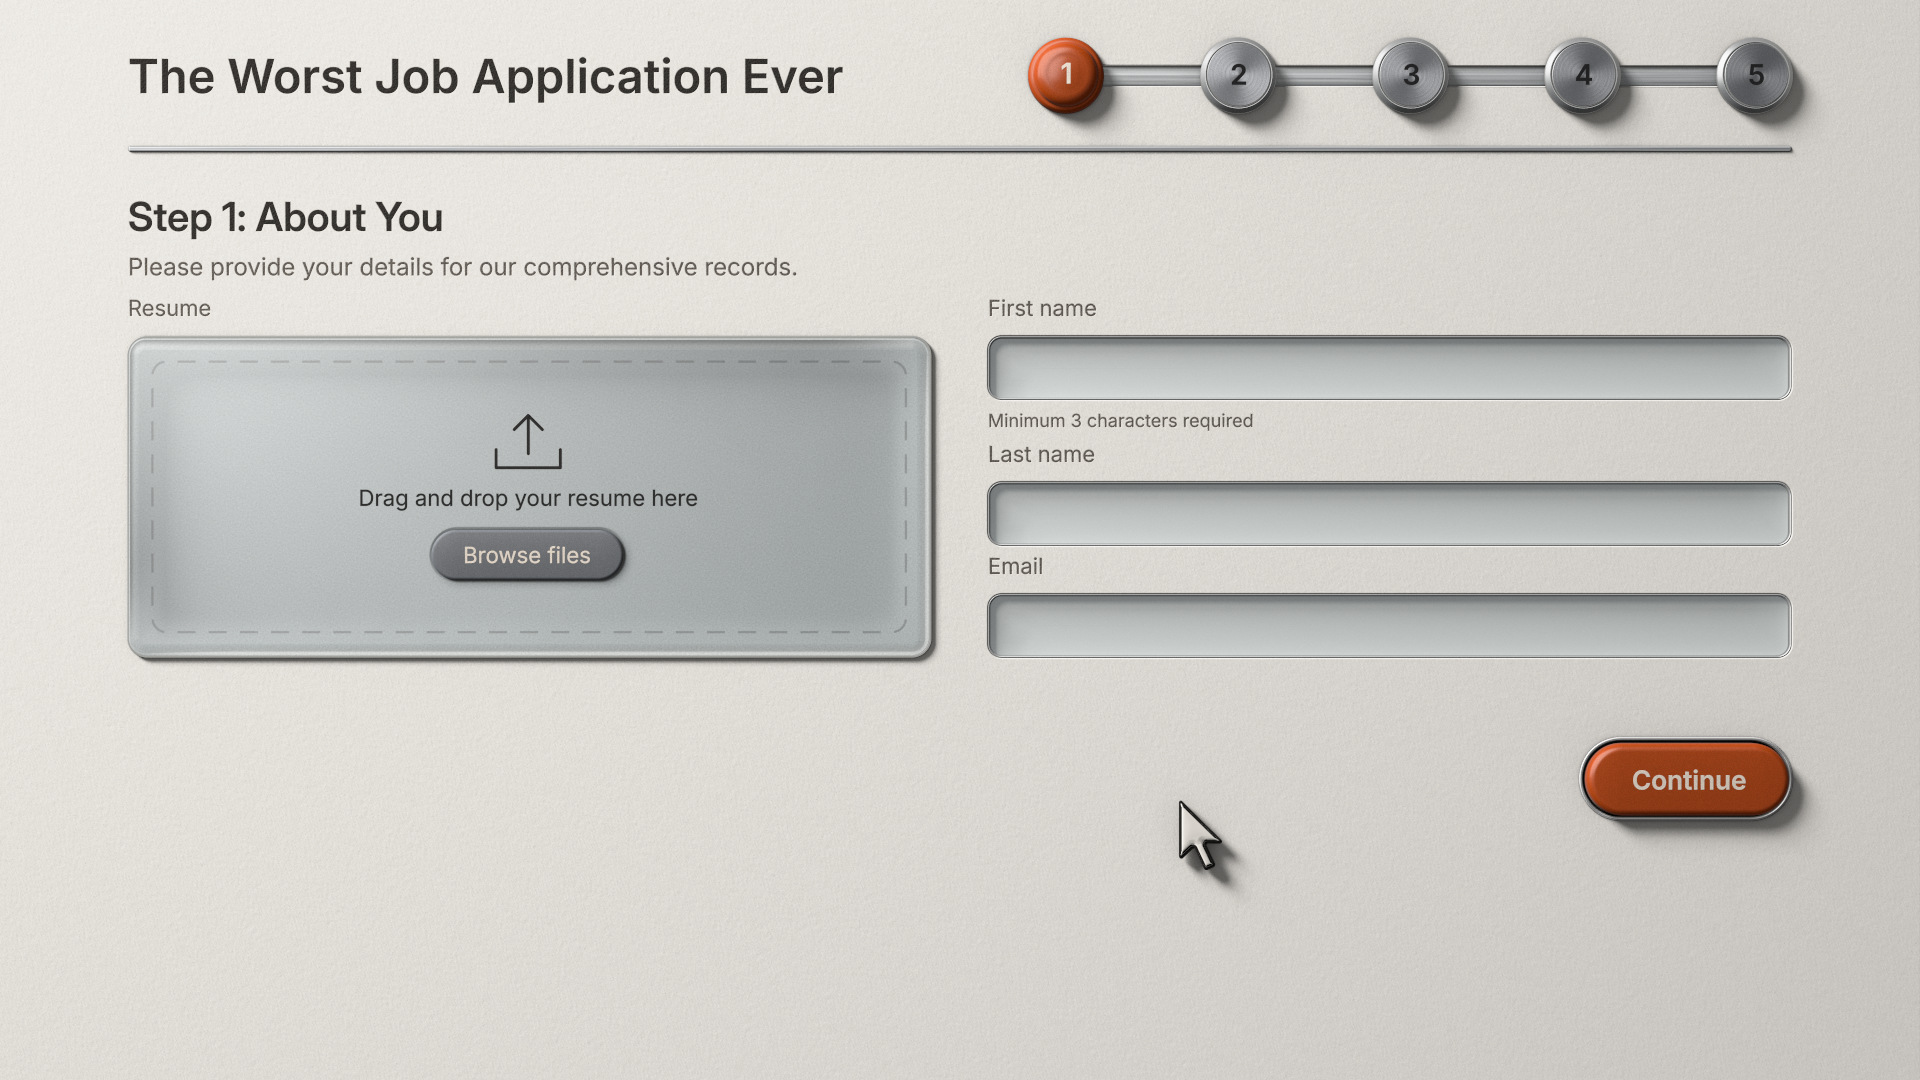 The Worst Job Application Ever
1
2
3
4
5
Step 1: About You
Please provide your details for our comprehensive records.
Resume
Drag and drop your resume here
Browse files
First name
Minimum 3 characters required
Last name
Email
Continue